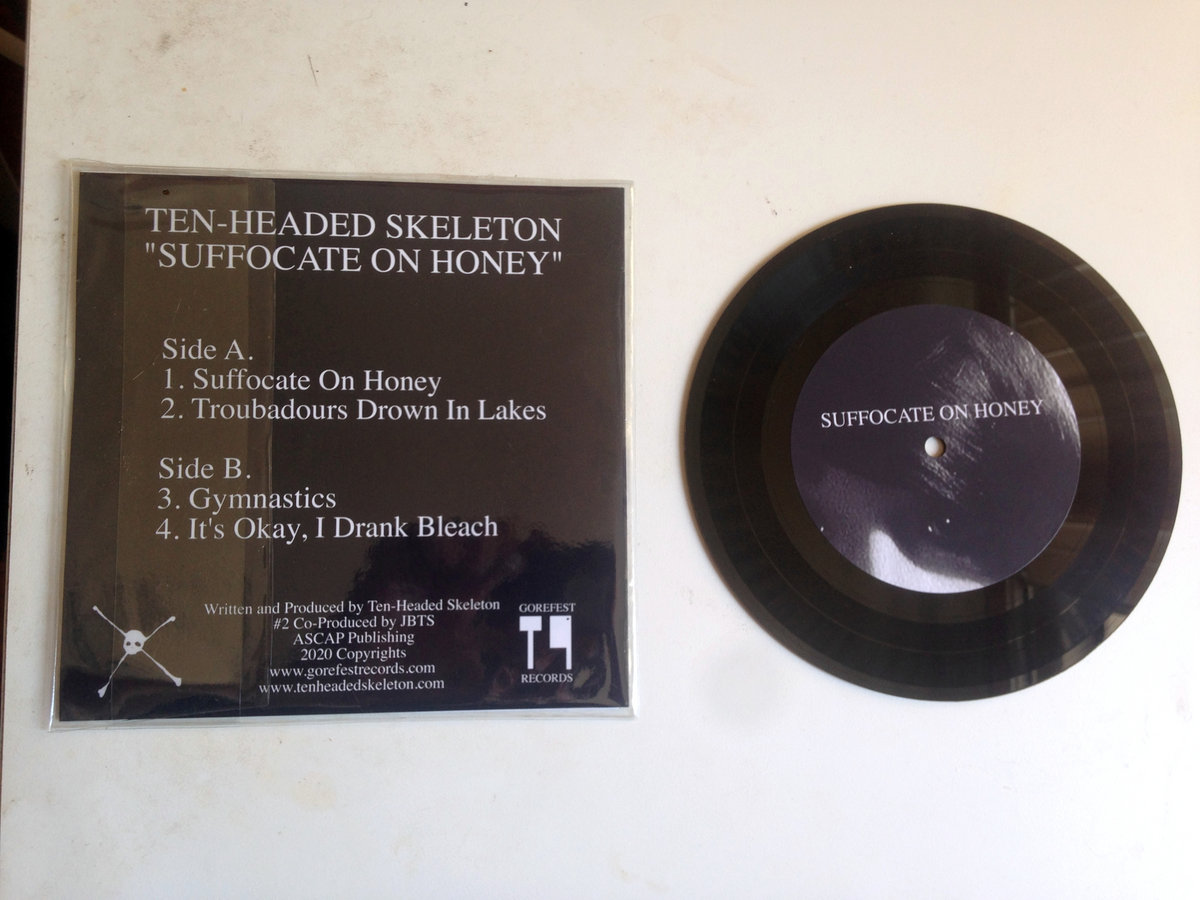 TEN-HEADED SKELETON
"SUFFOCATE ON HONEY"
Side A.
1. Suffocate On Honey
2. Troubadours Drown In Lakes
Side B.
3. Gymnastics
4. It's Okay, I Drank Bleach
Written and Produced by Ten-Headed Skeleton
#2 Co-Produced by JBTS
ASCAP Publishing
2020 Copyrights
www.gorefestrecords.com
www.tenheadedskeleton.com
GOREFEST
RECORDS
SUFFOCATE ON HONEY